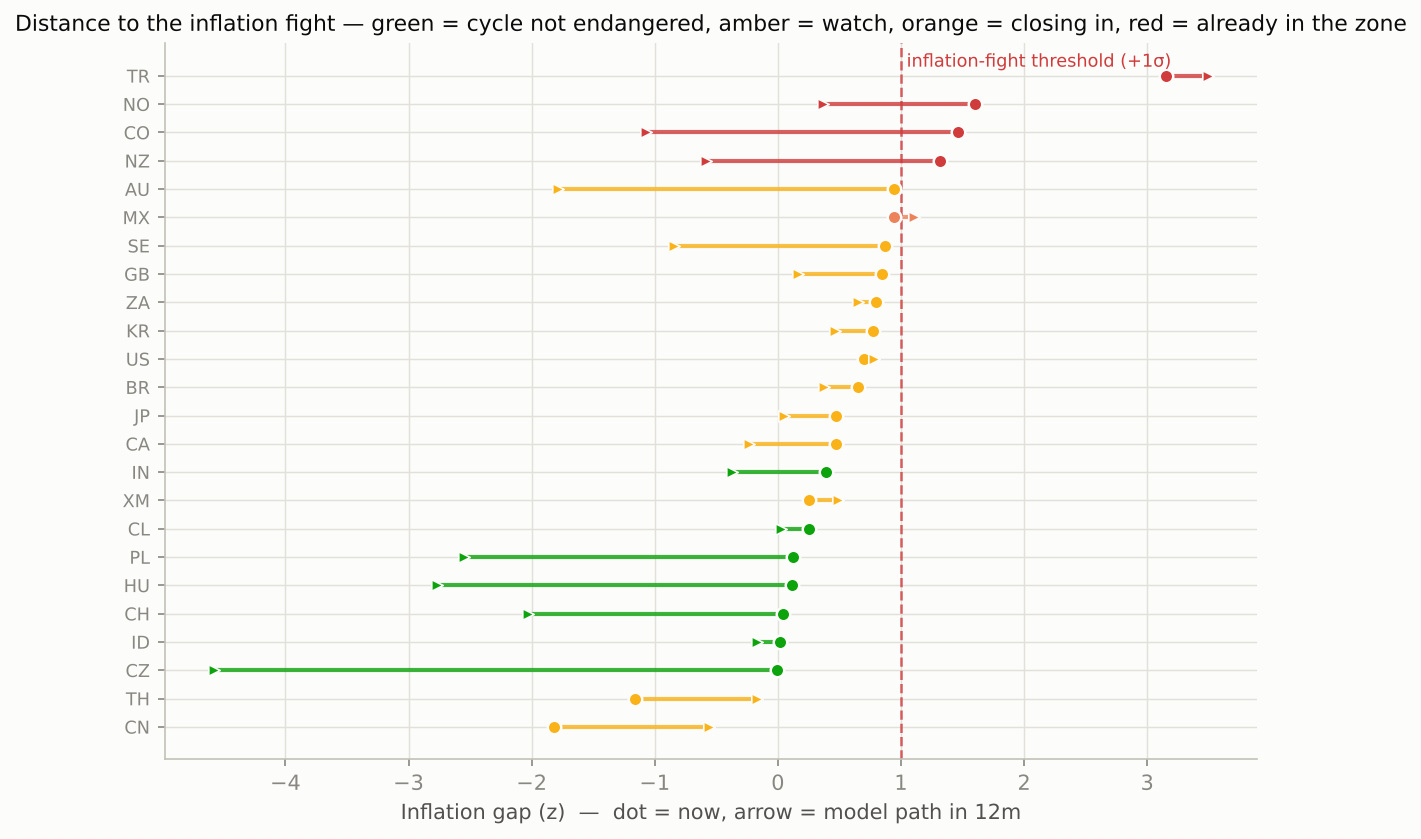 Distance to the inflation fight — green = cycle not endangered, amber = watch, orange = closing in, red = already in the zone
inflation-fight threshold (+1σ)
TR
NO
CO
NZ
AU
MX
SE
GB
ZA
KR
US
BR
JP
CA
IN
XM
CL
PL
HU
CH
ID
CZ
TH
CN
−4 −3 −2 −1 0 1 2 3
Inflation gap (z) — dot = now, arrow = model path in 12m